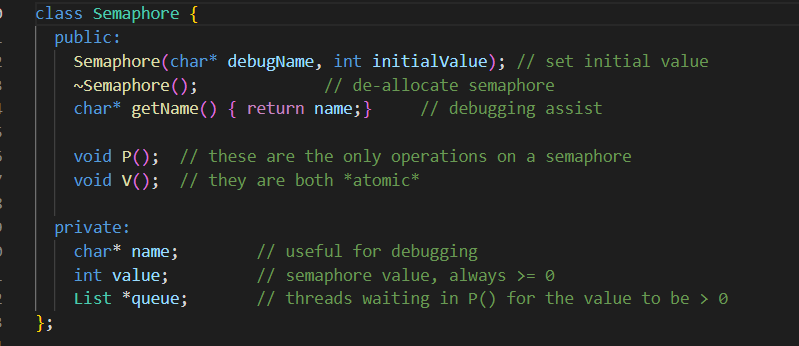 class Semaphore {
public:
Semaphore(char* debugName, int initialValue); // set initial value
~Semaphore(); // de-allocate semaphore
char* getName() { return name;} // debugging assist
void P(); // these are the only operations on a semaphore
void V(); // they are both *atomic*
private:
char* name; // useful for debugging
int value; // semaphore value, always >= 0
List *queue; // threads waiting in P() for the value to be > 0
};